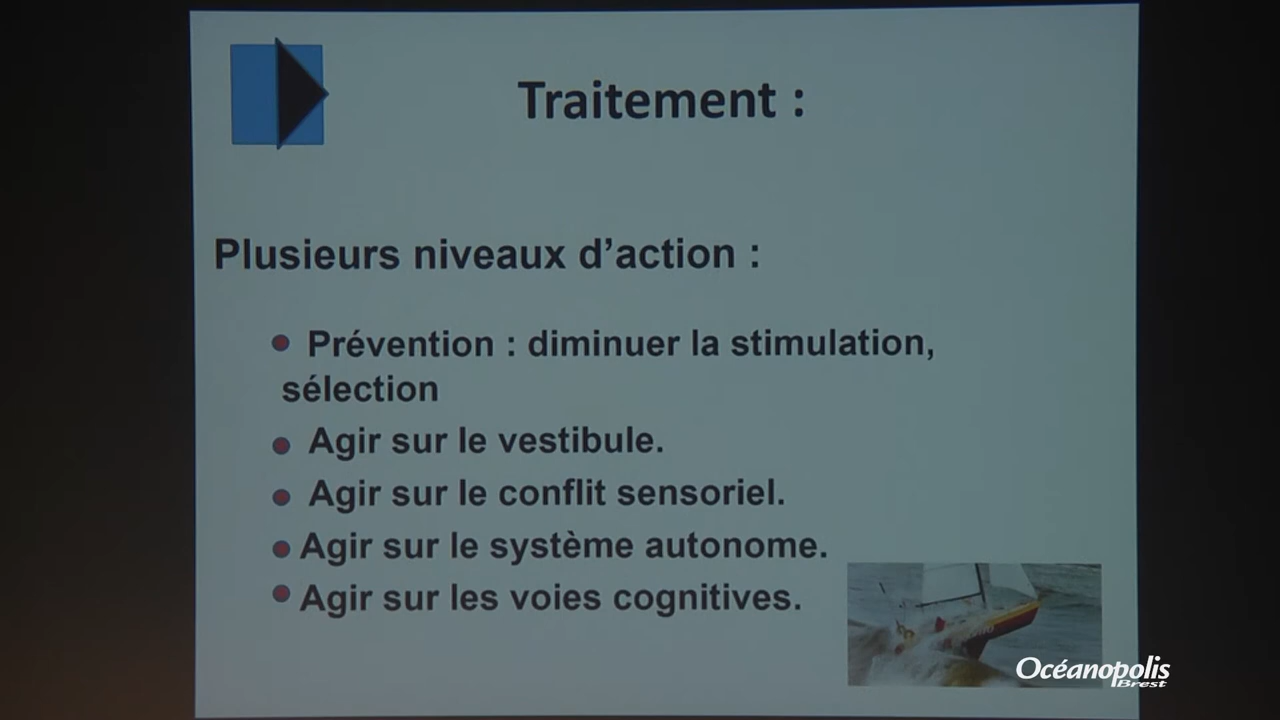 Traitement :
Plusieurs niveaux d'action :
Prévention : diminuer la stimulation,
sélection
Agir sur le vestibule.
Agir sur le conflit sensoriel.
Agir sur le système autonome.
Agir sur les voies cognitives.
Océanopolis
Brest